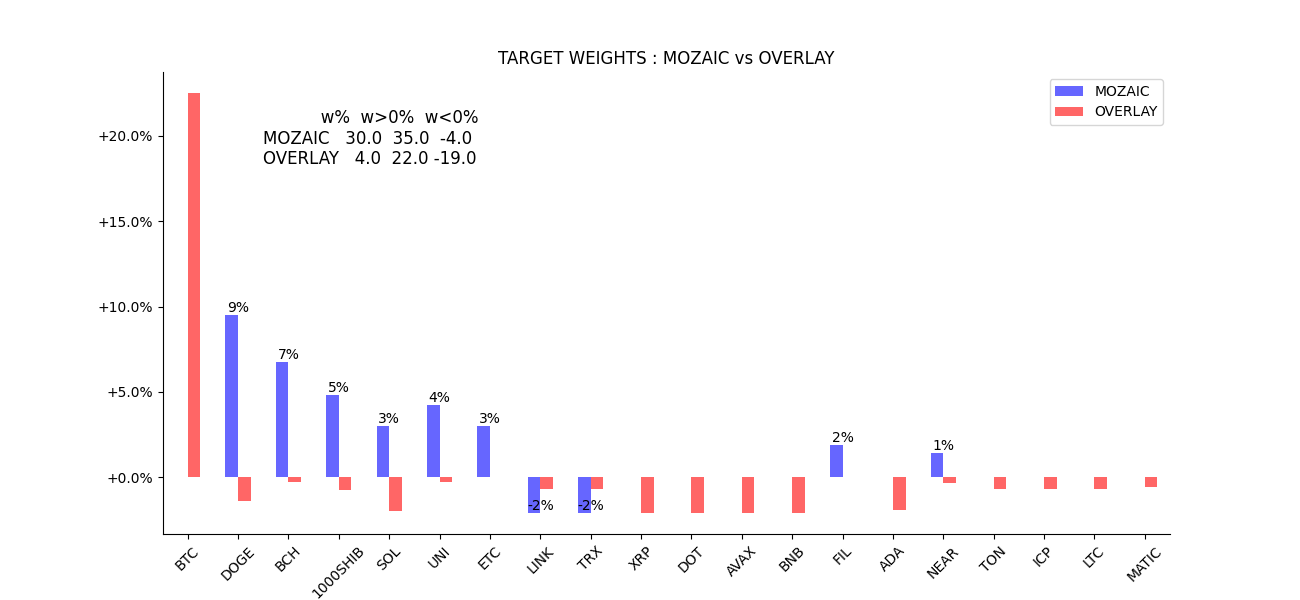 TARGET WEIGHTS : MOZAIC vs OVERLAY
MOZAIC
OVERLAY
w% w>0% w<0%
MOZAIC 30.0 35.0 -4.0
OVERLAY 4.0 22.0 -19.0
+20.0%
+15.0%
+10.0%
+5.0%
+0.0%
9%
7%
5%
3%
4%
3%
-2%
-2%
2%
1%
BTC
DOGE
BCH
1000SHIB
SOL
UNI
ETC
LINK
TRX
XRP
DOT
AVAX
BNB
FIL
ADA
NEAR
TON
ICP
LTC
MATIC